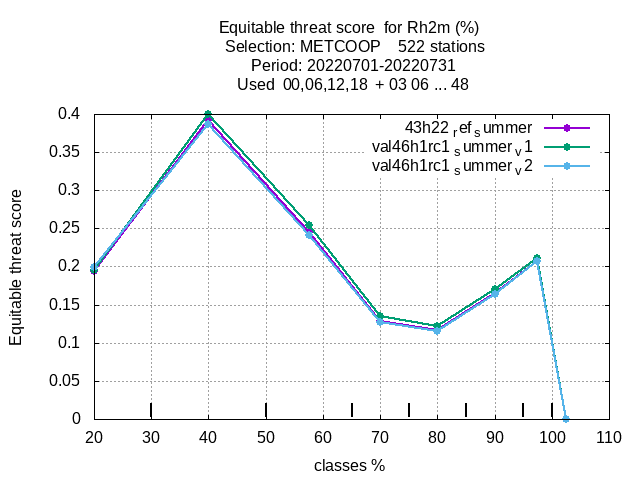 Equitable threat score  for Rh2m (%)
Selection: METCOOP    522 stations
Period: 20220701-20220731
Used  00,06,12,18  + 03 06 ... 48
43h22 ref summer
val46h1rc1 summer v1
val46h1rc1 summer v2
0.4
0.35
0.3
0.25
0.2
0.15
0.1
0.05
0
Equitable threat score
20 30 40 50 60 70 80 90 100 110
classes %